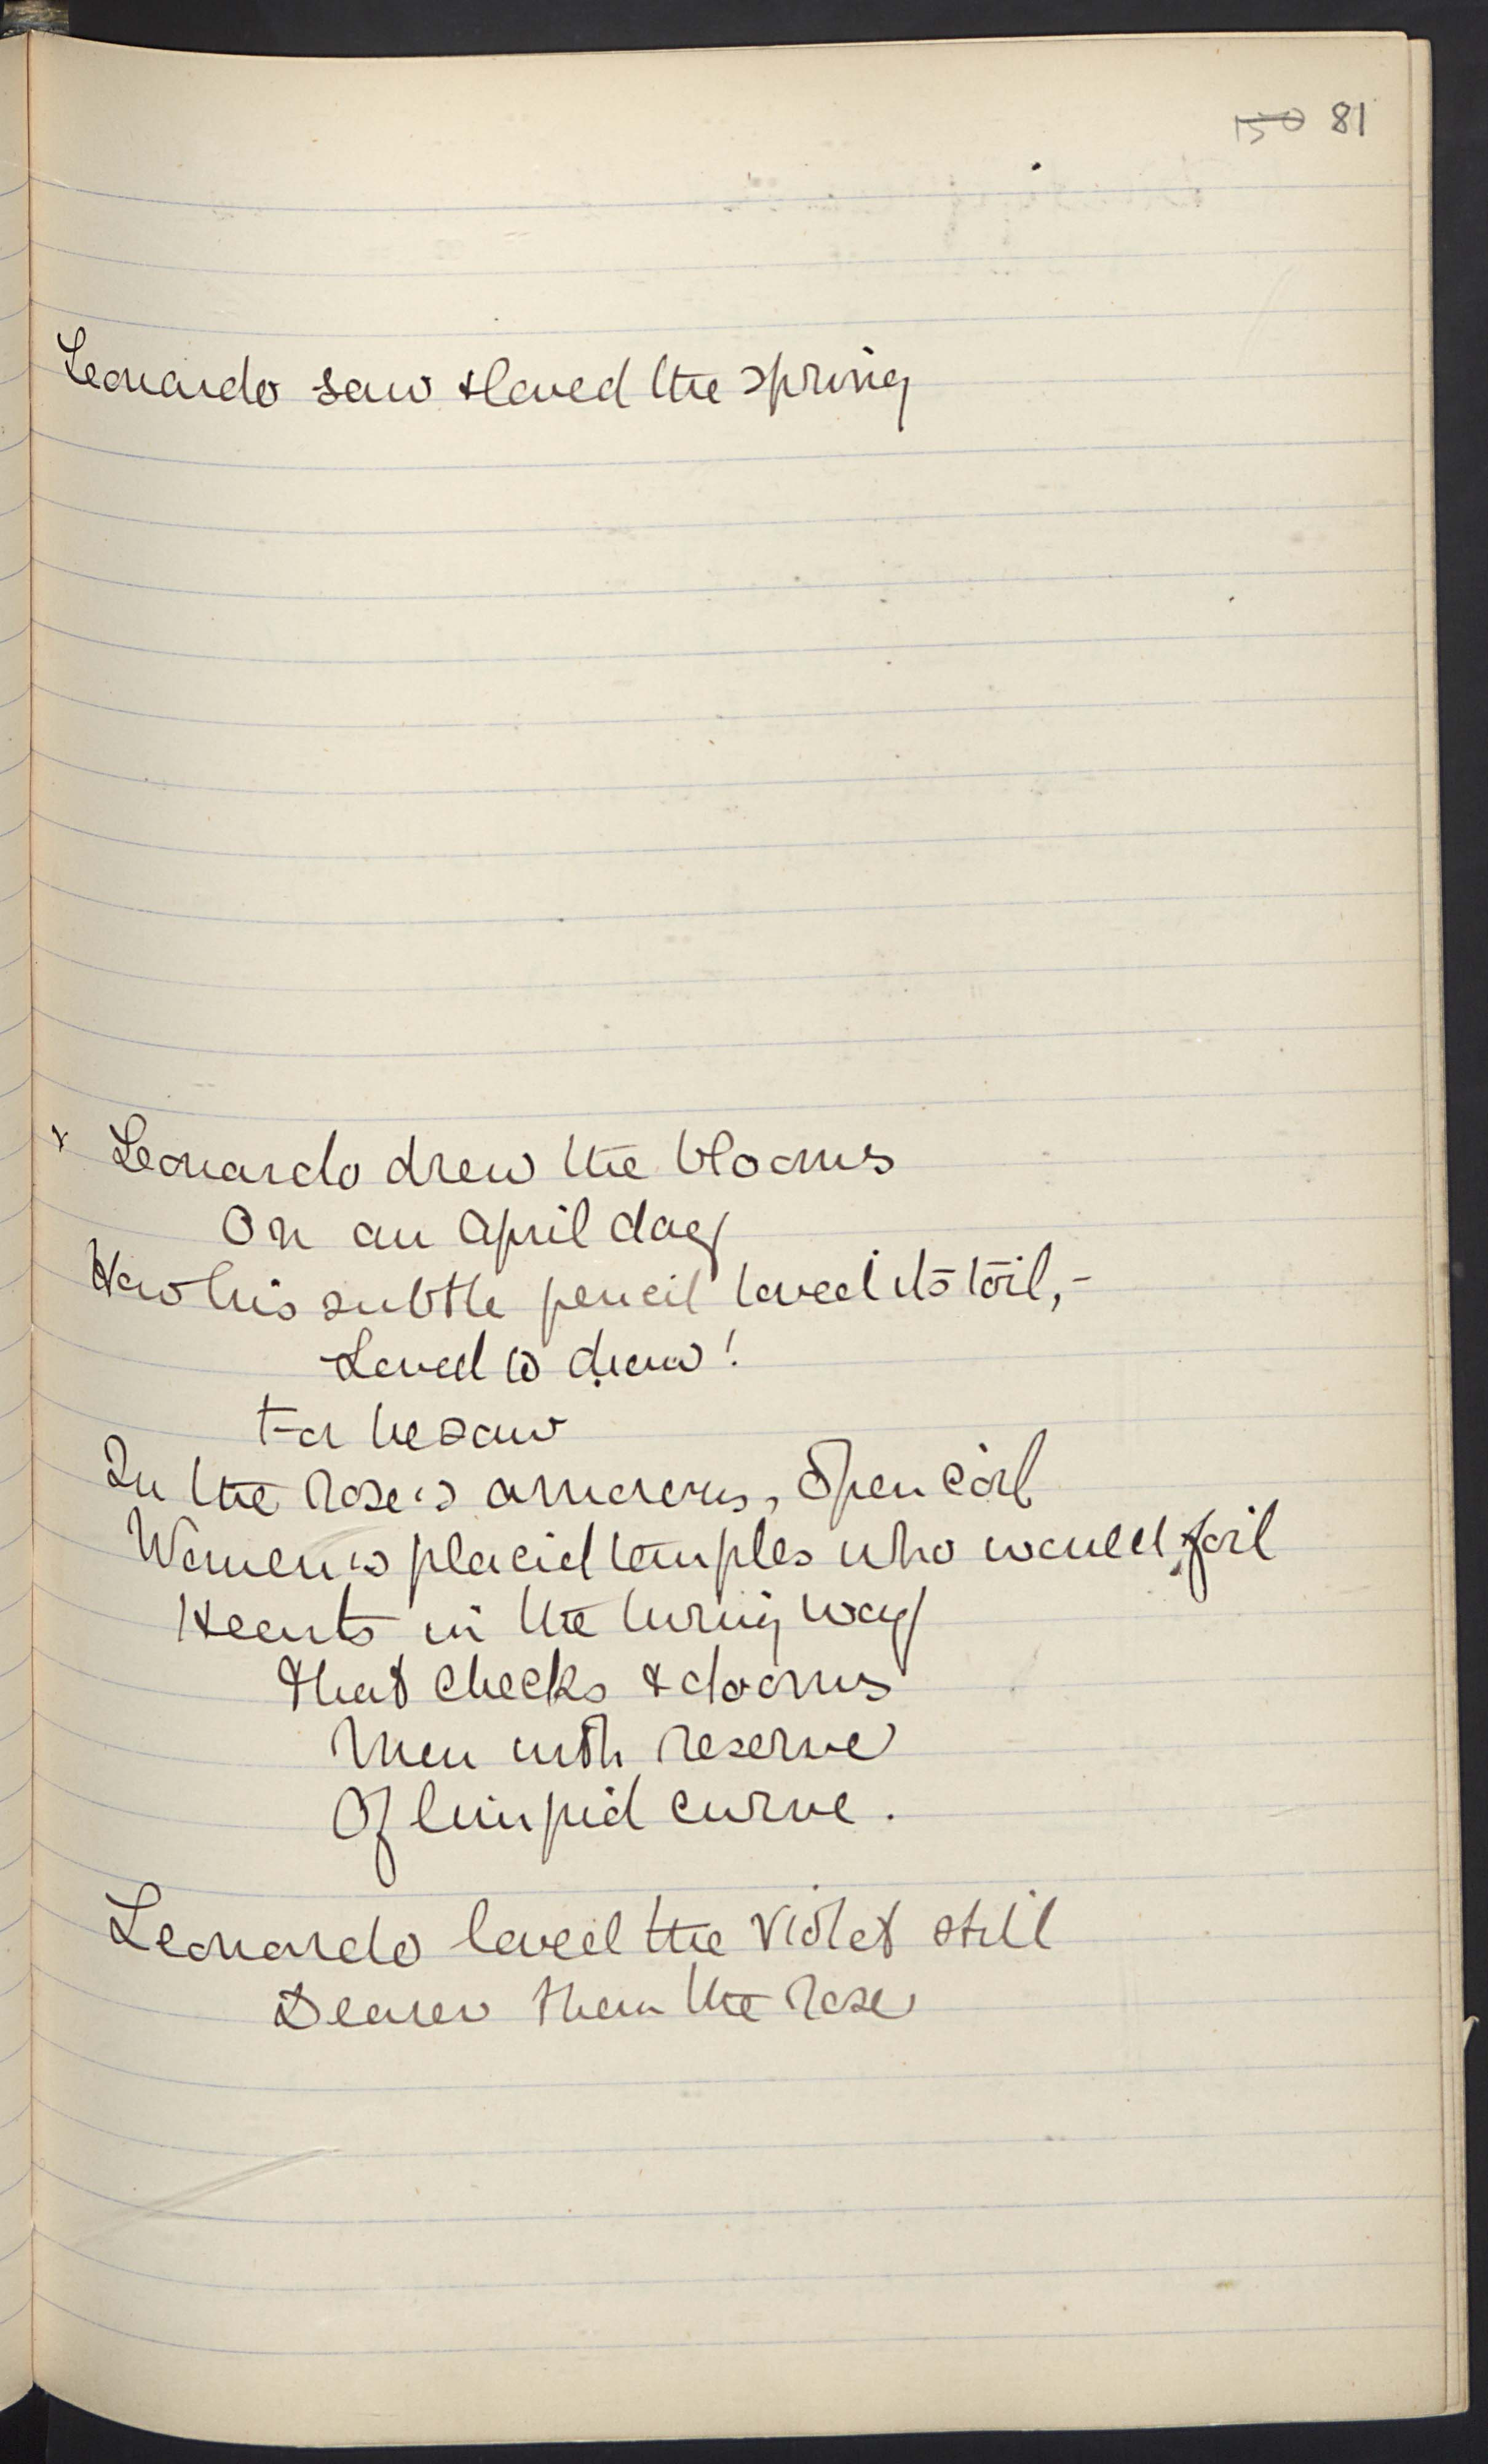 150 81
Leonardo saw & loved the spring
x Leonardo drew the blooms
On an April day
How his subtle pencil loved its toil, -
Loved to draw!
For he saw
In the rose's amorous, open coil
Women's placid temples who would foil
Hearts in the luring way
That checks & dooms
Men with reserve
Of limpid curve.
Leonardo loved the violet still
Dearer than the rose